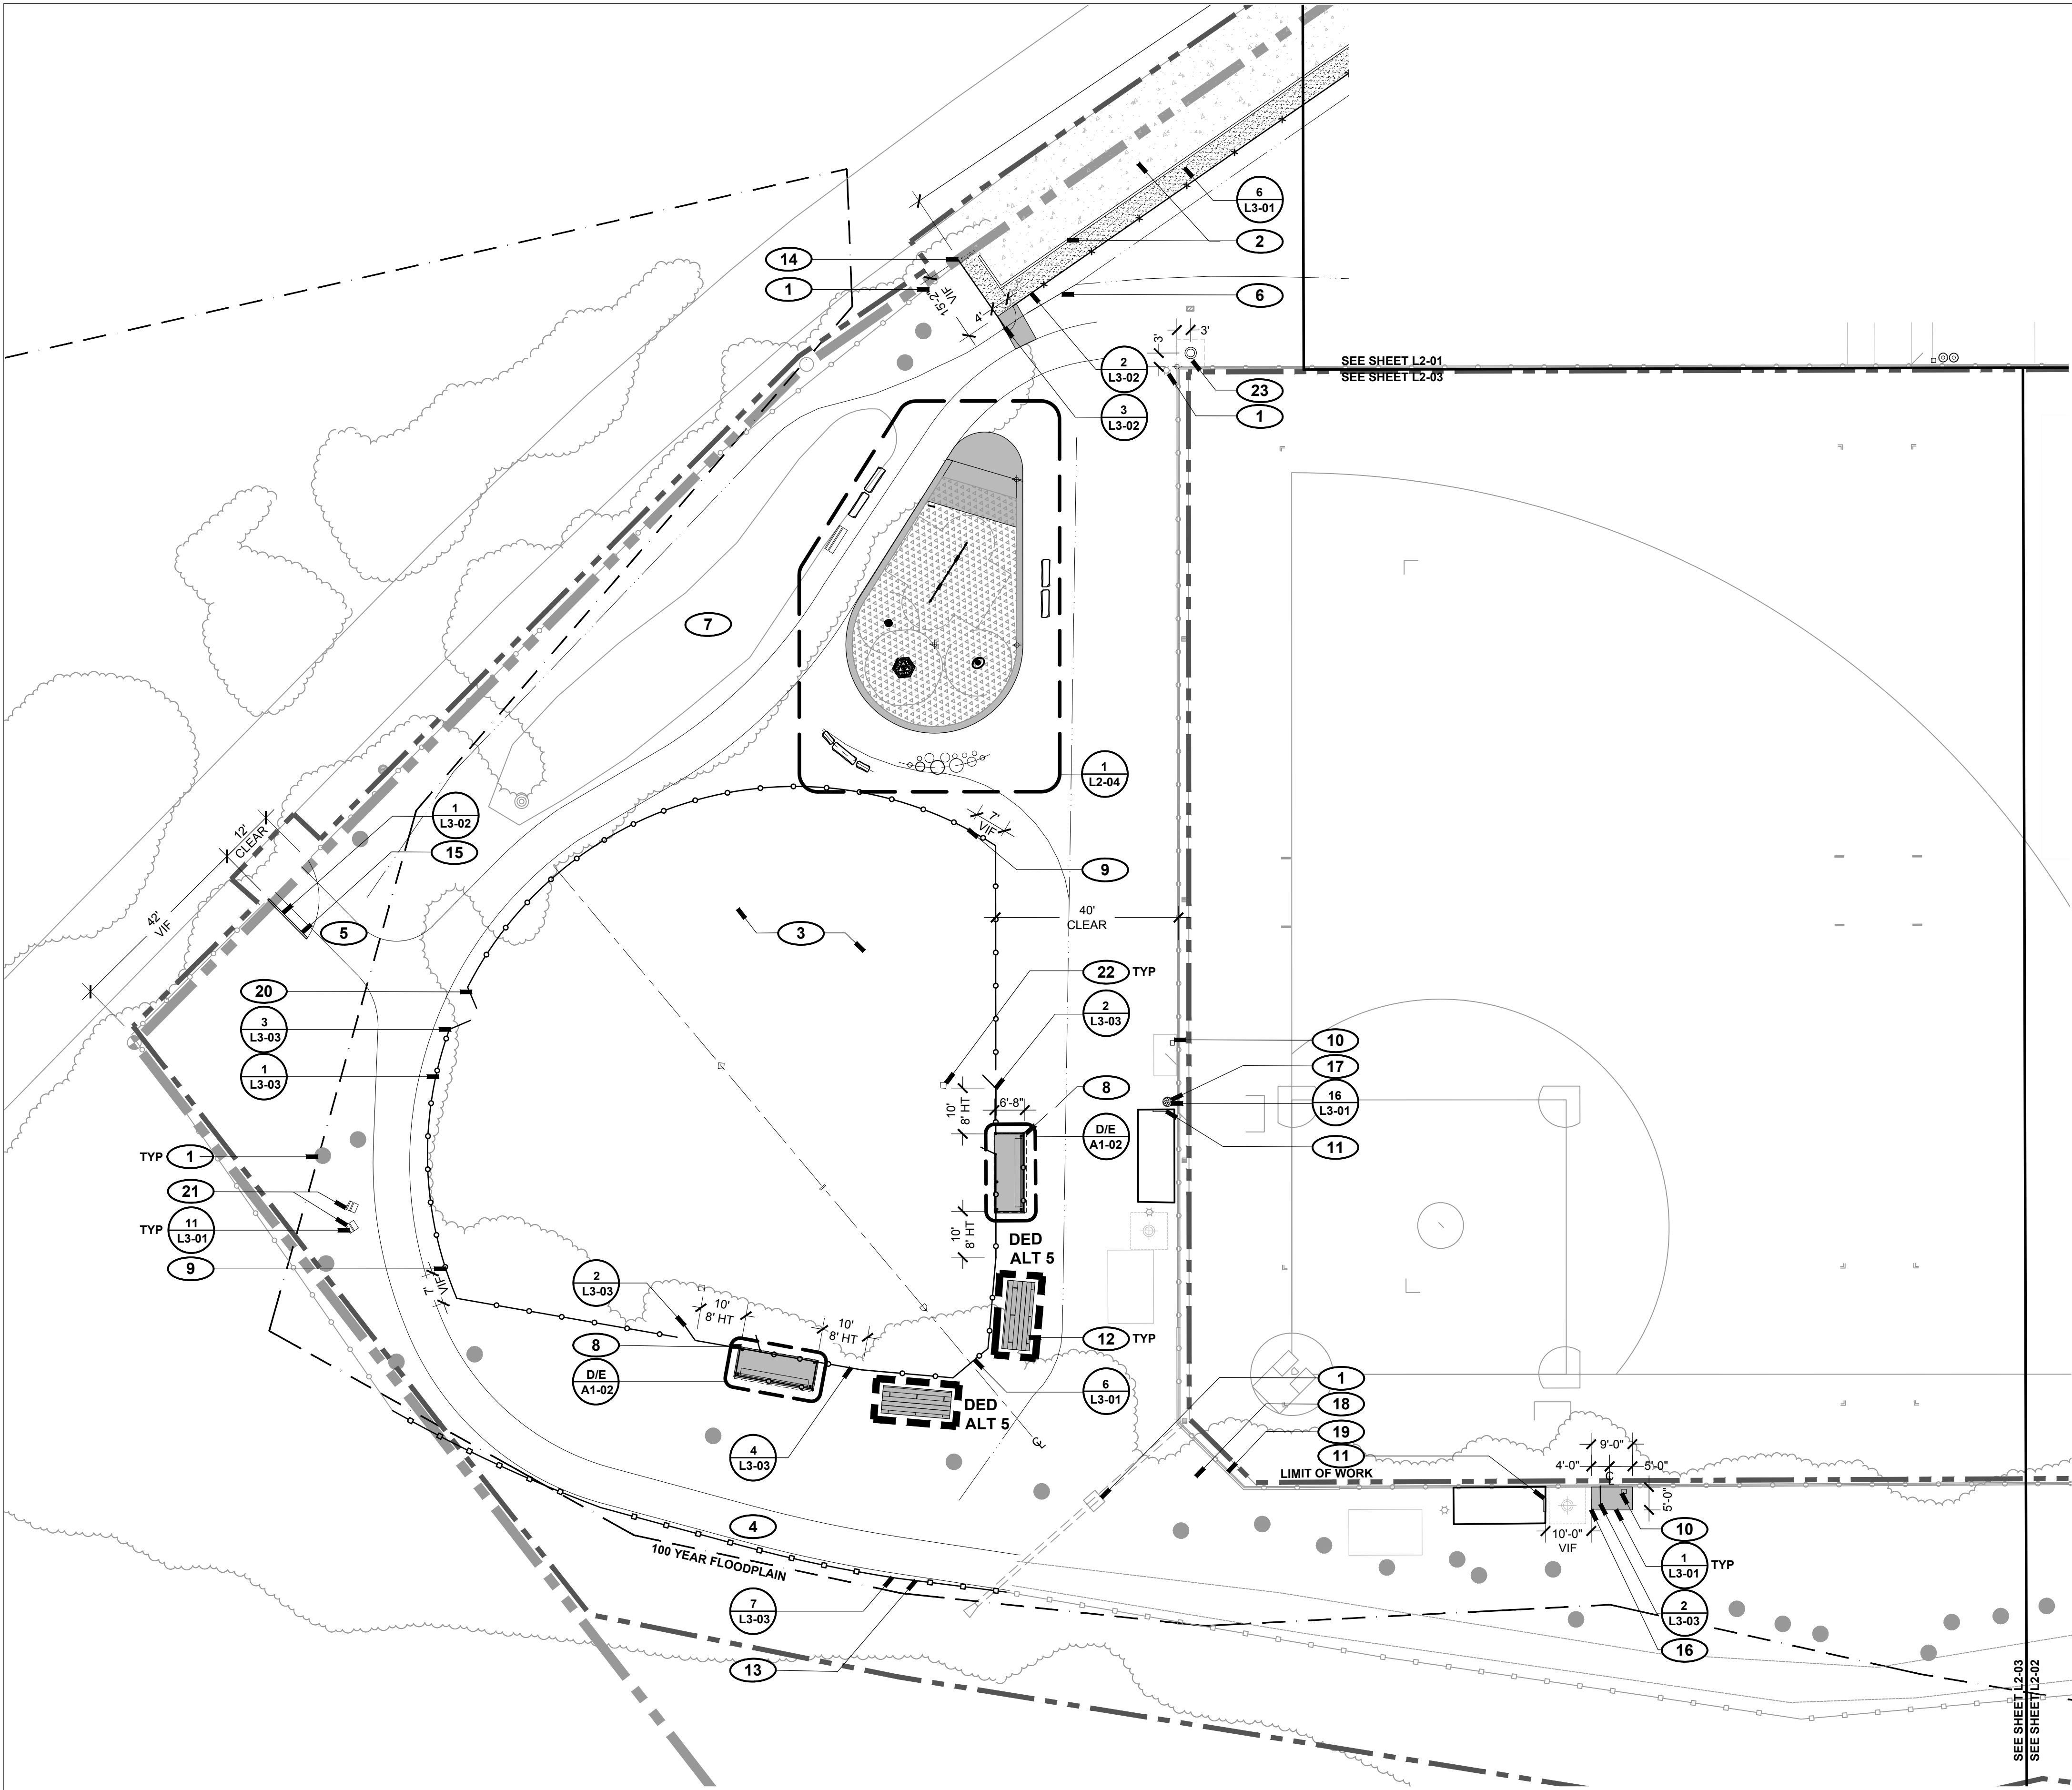 6
L3-01
2
14
1
15'-2"
VIF
4'
6
3'
3'
2
L3-02
SEE SHEET L2-01
SEE SHEET L2-03
23
3
L3-02
1
7
1
L2-04
1
L3-02
12'
CLEAR
15
7'
VIF
9
42'
VIF
5
3
40'
CLEAR
20
22 TYP
3
L3-03
2
L3-03
1
L3-03
10
17
8
16
L3-01
10'
8' HT
6'-8"
D/E
A1-02
11
TYP 1
21
TYP
11
L3-01
10'
8' HT
9
DED
ALT 5
7'
VIF
2
L3-03
10'
8' HT
10'
8' HT
8
12 TYP
D/E
A1-02
6
L3-01
1
DED
ALT 5
18
19
4
L3-03
CL
11
LIMIT OF WORK
9'-0"
4'-0"
CL
5'-0"
5'-0"
4
10'-0"
VIF
10
100 YEAR FLOODPLAIN
1
L3-01
TYP
7
L3-03
2
L3-03
16
13
SEE SHEET L2-03
SEE SHEET L2-02